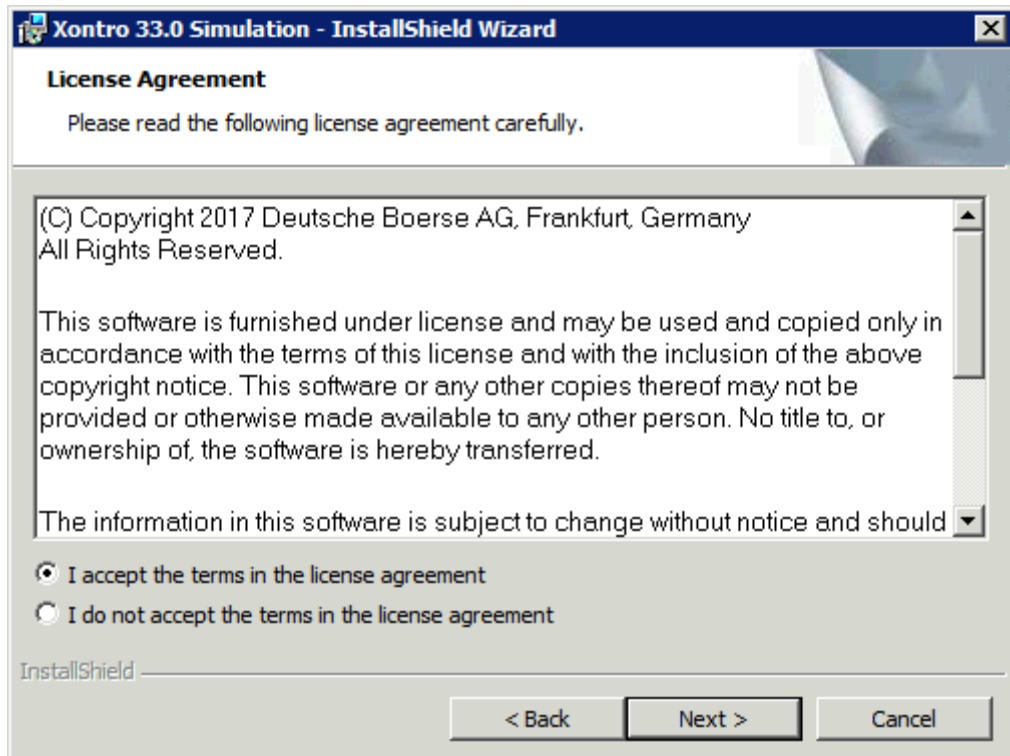 Xontro 33.0 Simulation - InstallShield Wizard
License Agreement
Please read the following license agreement carefully.
(C) Copyright 2017 Deutsche Boerse AG, Frankfurt, Germany
All Rights Reserved.
This software is furnished under license and may be used and copied only in
accordance with the terms of this license and with the inclusion of the above
copyright notice. This software or any other copies thereof may not be
provided or otherwise made available to any other person. No title to, or
ownership of, the software is hereby transferred.
The information in this software is subject to change without notice and should
I accept the terms in the license agreement
I do not accept the terms in the license agreement
InstallShield
< Back Next > Cancel